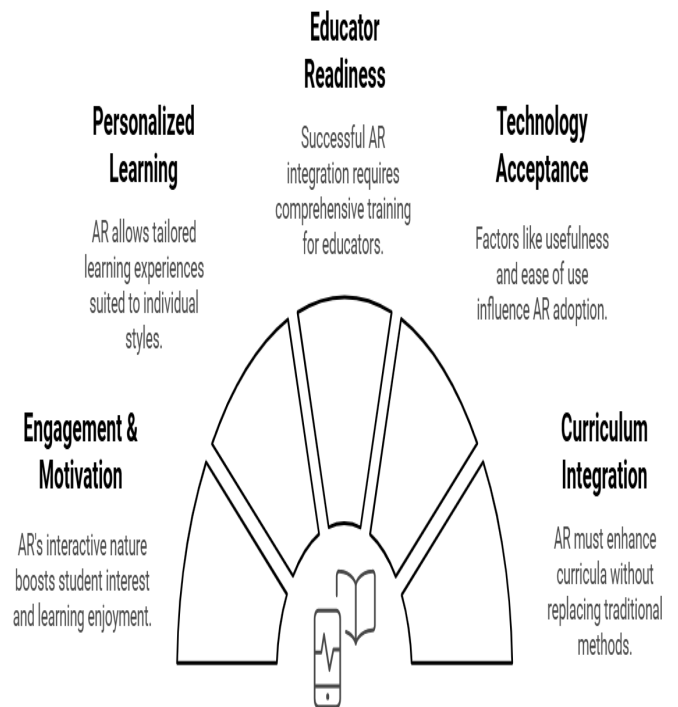 Educator
Readiness
Successful AR
integration requires
comprehensive training
for educators.
Personalized
Learning
AR allows tailored
learning experiences
suited to individual
styles.
Technology
Acceptance
Factors like usefulness
and ease of use
influence AR adoption.
Engagement &
Motivation
AR's interactive nature
boosts student interest
and learning enjoyment.
Curriculum
Integration
AR must enhance
curricula without
replacing traditional
methods.